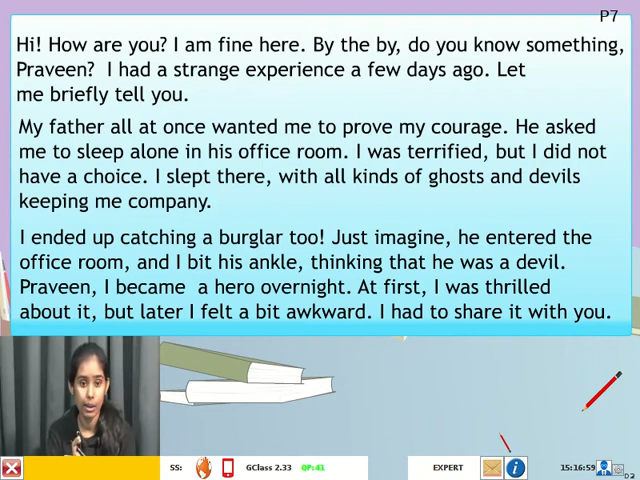 P7
Hi! How are you? I am fine here. By the by, do you know something,
Praveen? I had a strange experience a few days ago. Let
me briefly tell you.
My father all at once wanted me to prove my courage. He asked
me to sleep alone in his office room. I was terrified, but I did not
have a choice. I slept there, with all kinds of ghosts and devils
keeping me company.
I ended up catching a burglar too! Just imagine, he entered the
office room, and I bit his ankle, thinking that he was a devil.
Praveen, I became a hero overnight. At first, I was thrilled
about it, but later I felt a bit awkward. I had to share it with you.
SS: GClass 2.33 QP:41 EXPERT 15:16:59